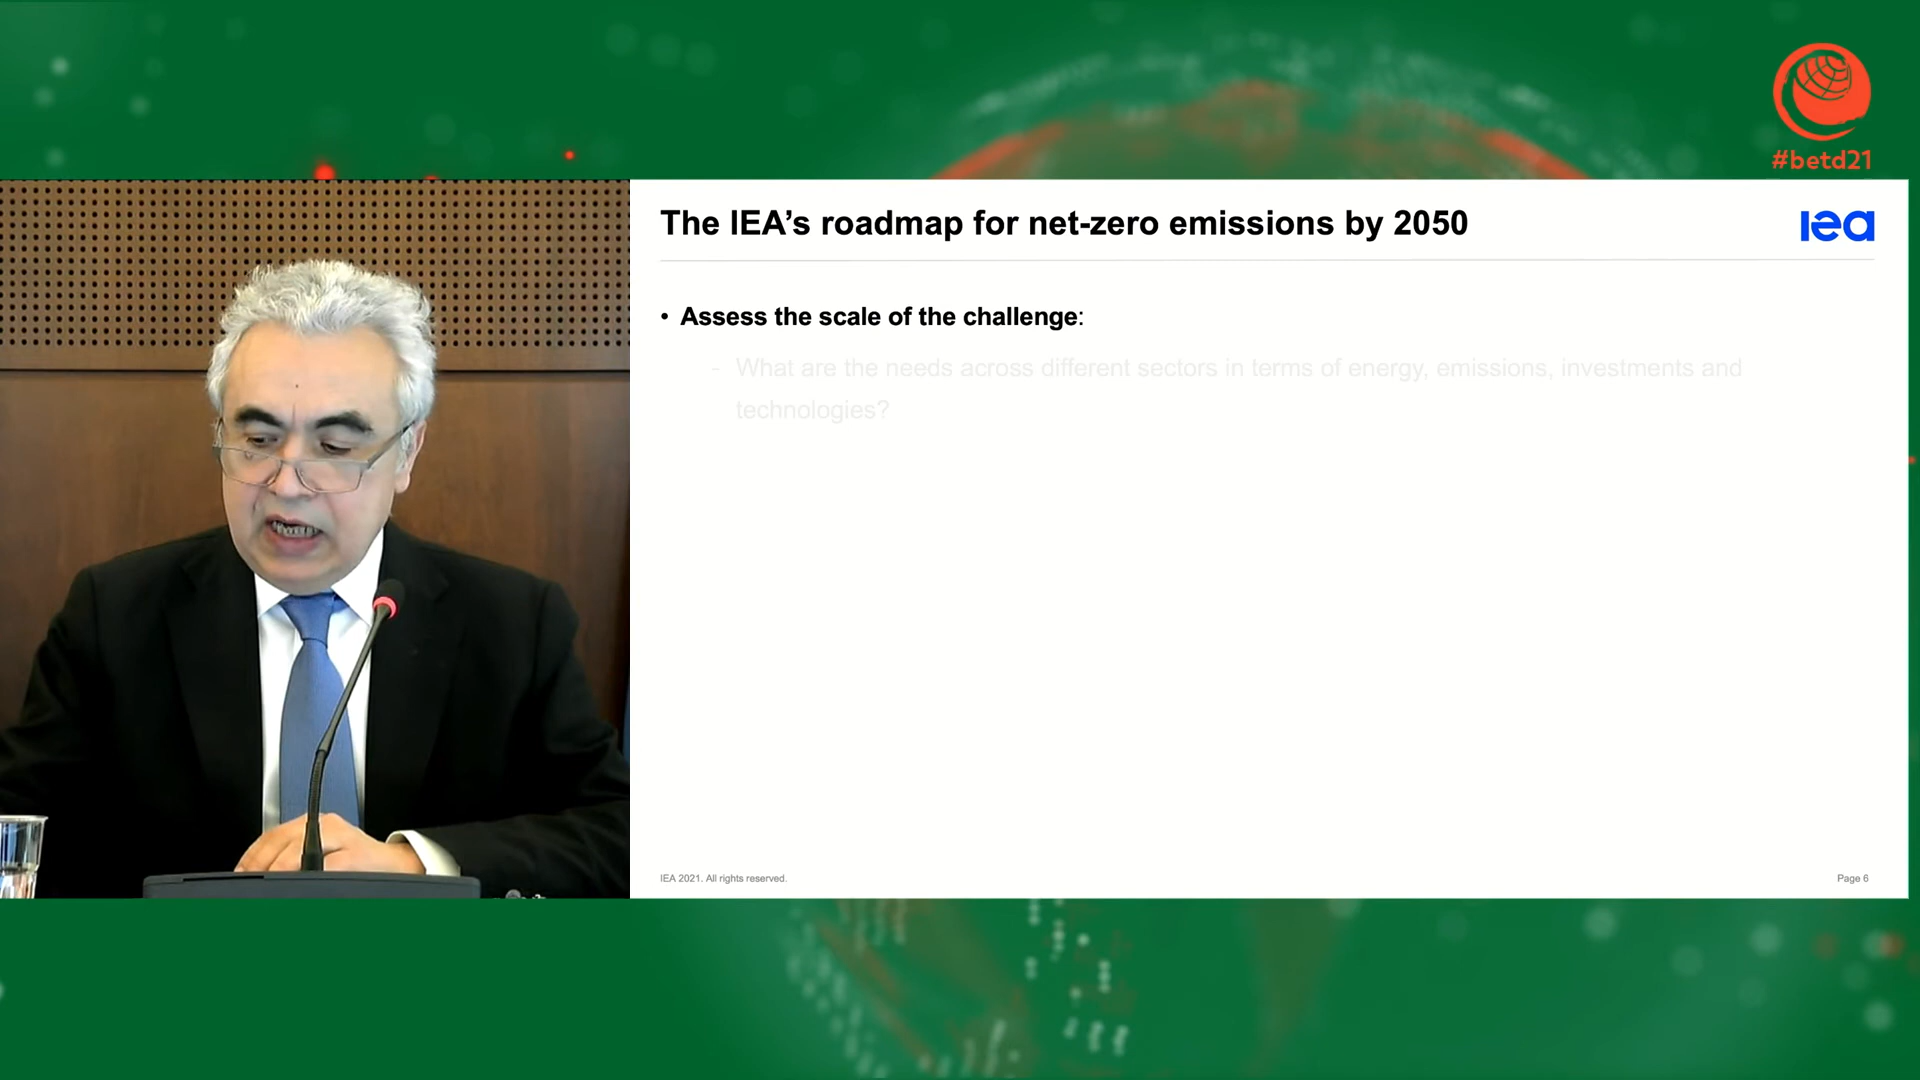 #betd21
The IEA’s roadmap for net-zero emissions by 2050
iea
• Assess the scale of the challenge:
- What are the needs across different sectors in terms of energy, emissions, investments and
technologies?
IEA 2021. All rights reserved.
Page 6